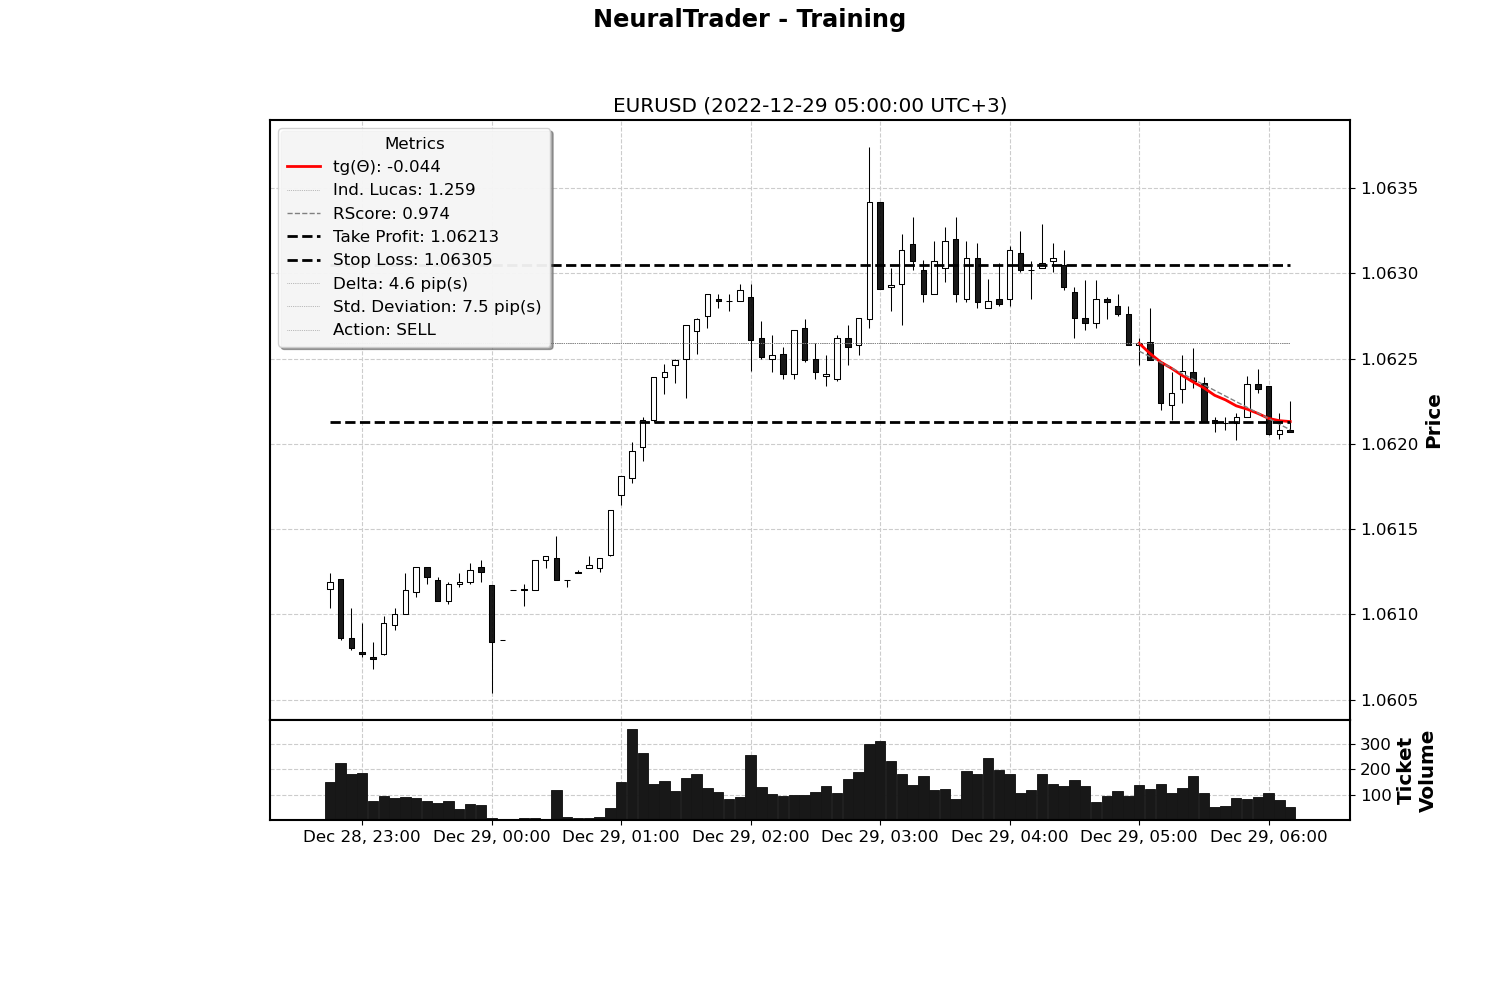 NeuralTrader - Training
EURUSD (2022-12-29 05:00:00 UTC+3)
Metrics
tg(Θ): -0.044
Ind. Lucas: 1.259
RScore: 0.974
Take Profit: 1.06213
Stop Loss: 1.06305
Delta: 4.6 pip(s)
Std. Deviation: 7.5 pip(s)
Action: SELL
1.0635
1.0630
1.0625
1.0620
1.0615
1.0610
1.0605
Price
300
200
100
Ticket
Volume
Dec 28, 23:00 Dec 29, 00:00 Dec 29, 01:00 Dec 29, 02:00 Dec 29, 03:00 Dec 29, 04:00 Dec 29, 05:00 Dec 29, 06:00